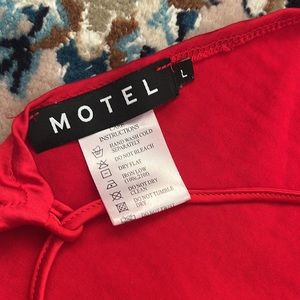 MOTEL
L
CARE
INSTRUCTIONS
HAND WASH COLD
SEPARATELY
DO NOT BLEACH
DRY FLAT
IRON LOW
DO NOT DRY
CLEAN
DO NOT TUMBLE
DRY